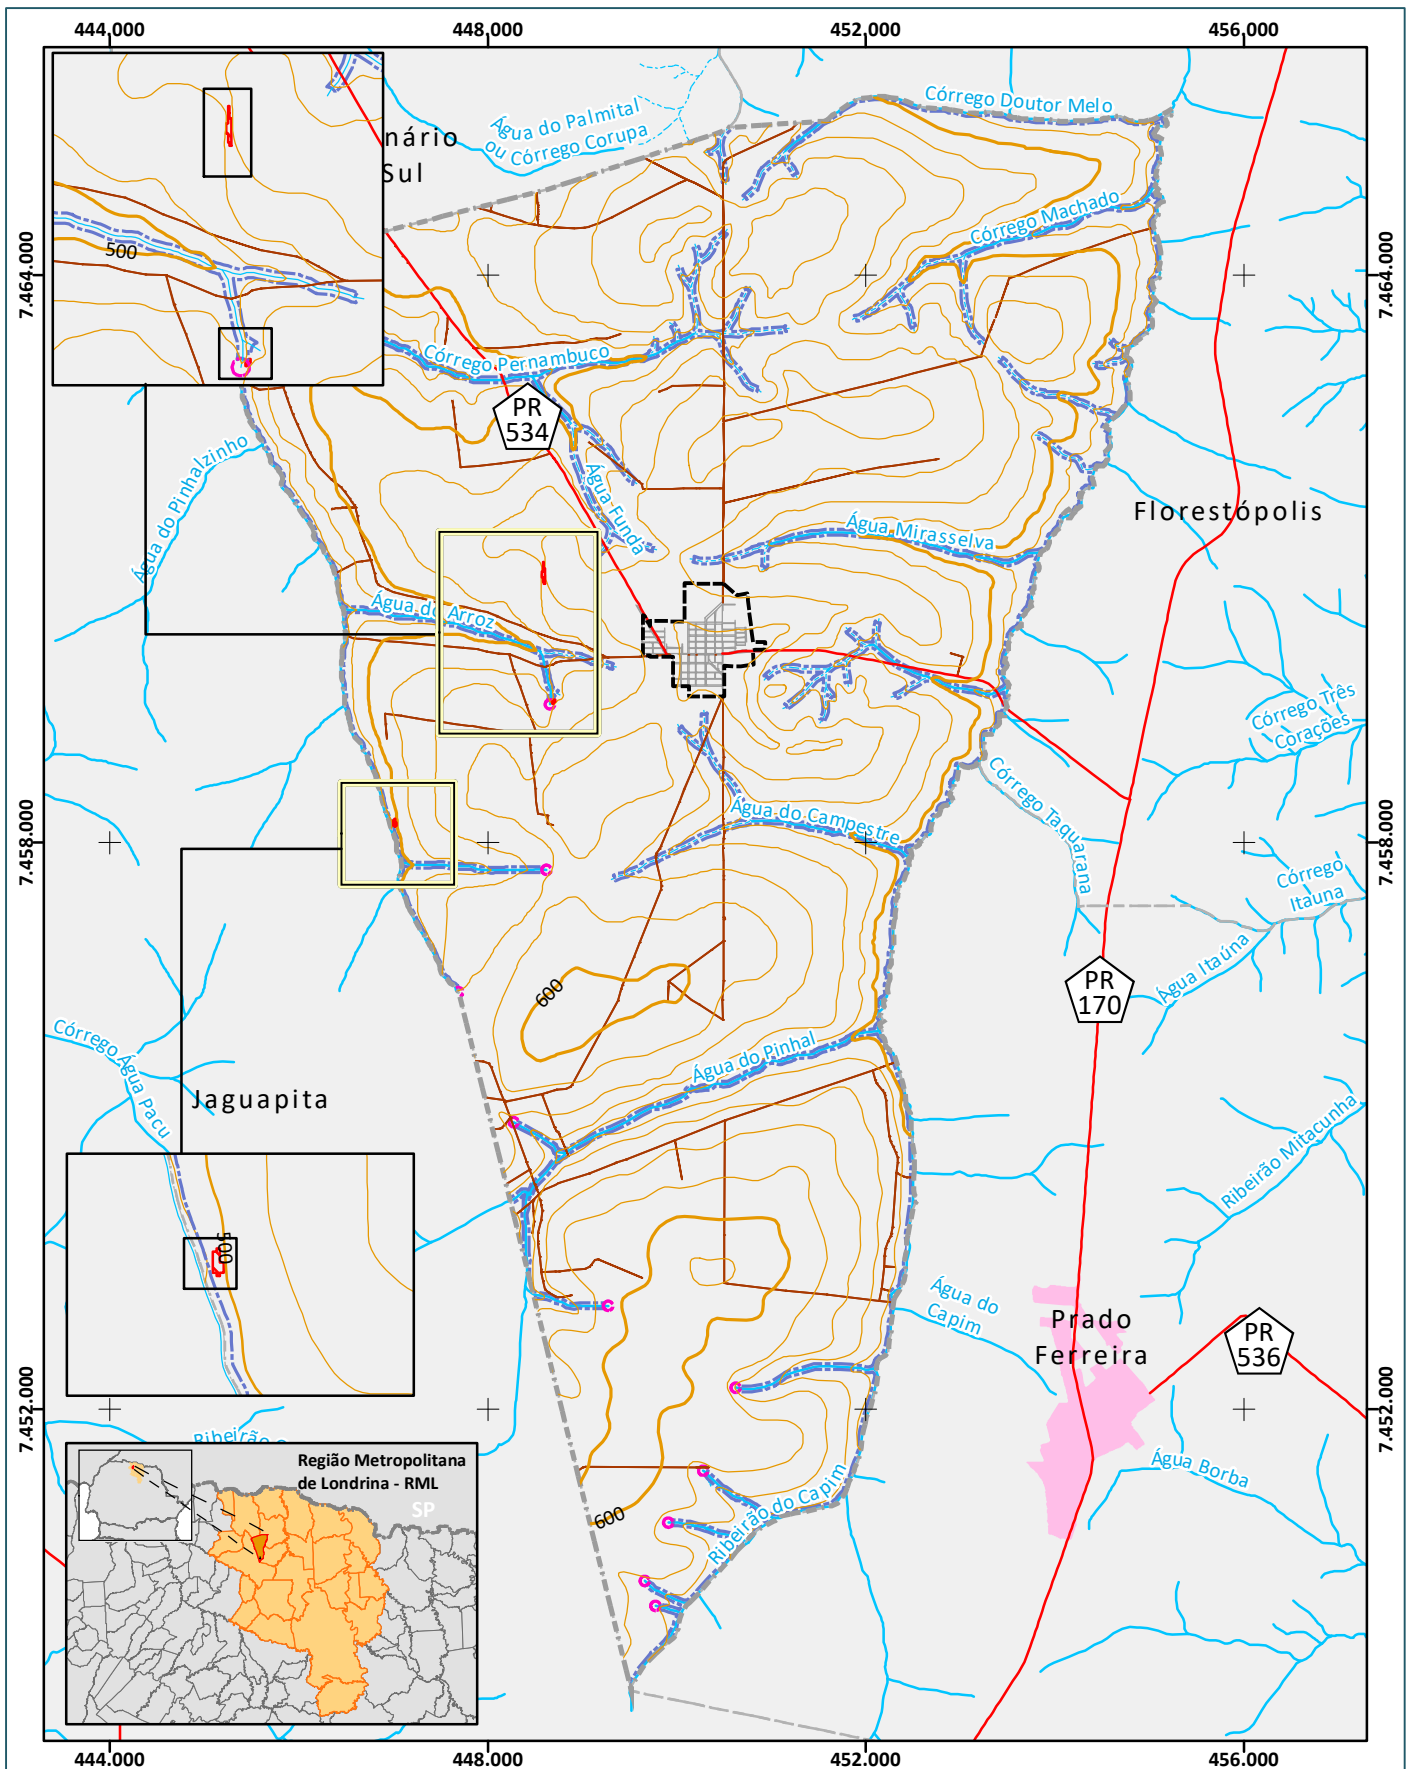 444.000
448.000
452.000
456.000
Córrego Doutor Melo
Água do Palmital
ou Córrego Corupa
nário
Sul
Córrego Machado
500
7.464.000
7.464.000
Córrego Pernambuco
PR
534
Água do Pinhalzinho
Água Funda
Florestópolis
Água Mirasselva
Água do Arroz
Córrego Três
Corações
Córrego Taquarana
Água do Campestre
7.458.000
7.458.000
Córrego
Itauna
Água Itaúna
600
PR
170
Córrego Água Pacu
Água do Pinhal
Jaguapita
Ribeirão Mitacunha
500
Água do
Capim
Prado
Ferreira
PR
536
7.452.000
7.452.000
Ribeirão
Região Metropolitana
de Londrina - RML
SP
Água Borba
600
Ribeirão do Capim
444.000
448.000
452.000
456.000